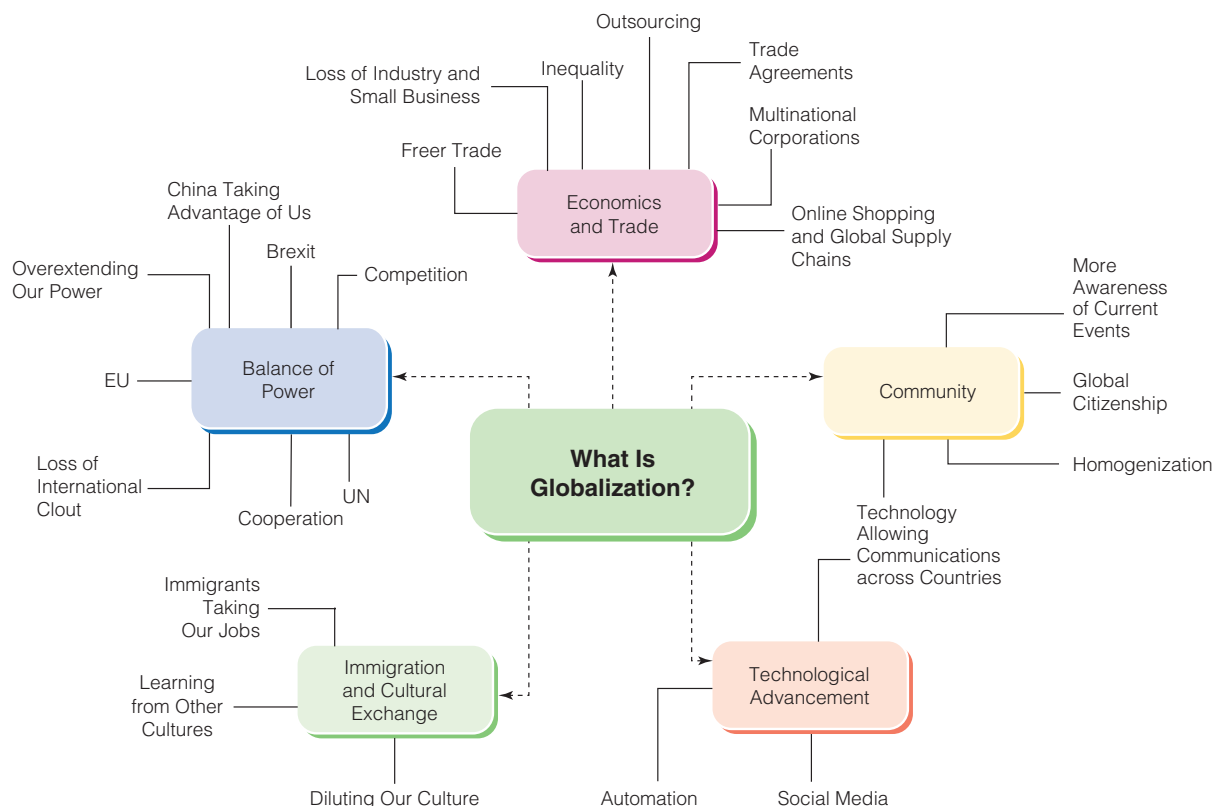 Outsourcing
Trade
Agreements
Inequality
Loss of Industry and
Small Business
Multinational
Corporations
Freer Trade
Economics
and Trade
Online Shopping
and Global Supply
Chains
China Taking
Advantage of Us
Brexit
Overextending
Our Power
Competition
Balance of
Power
EU
Loss of
International
Clout
Cooperation
UN
More
Awareness
of Current
Events
Community
Global
Citizenship
Homogenization
Technology
Allowing
Communications
across Countries
What Is
Globalization?
Immigrants
Taking
Our Jobs
Immigration
and Cultural
Exchange
Learning
from Other
Cultures
Diluting Our Culture
Technological
Advancement
Automation
Social Media